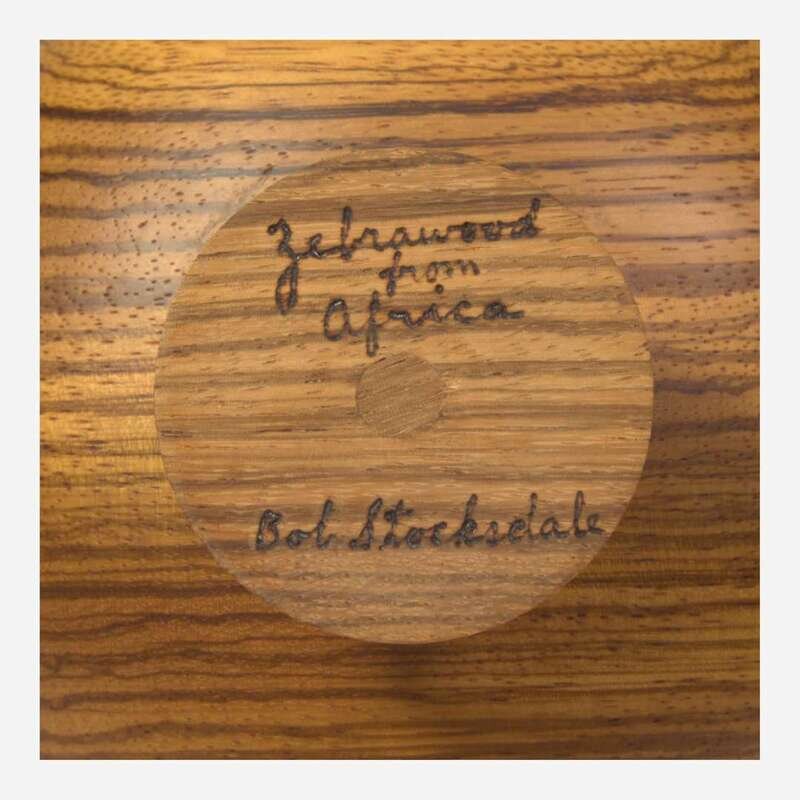 Zebrawood
from
Africa
Bob Stocksdale